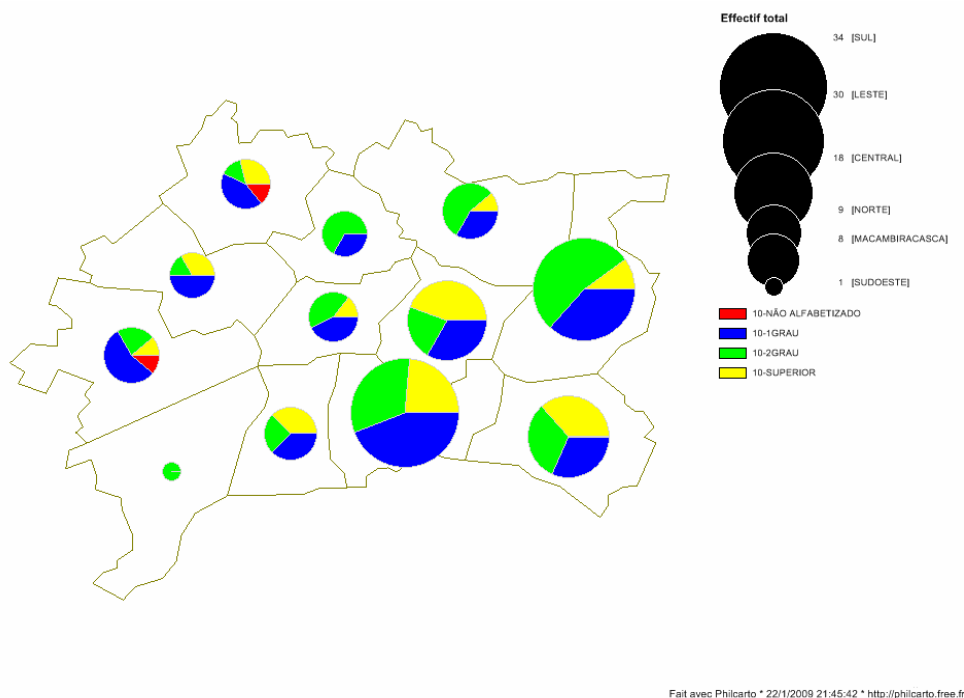 Effectif total
34 [SUL]
30 [LESTE]
18 [CENTRAL]
9 [NORTE]
8 [MACAMBIRACASCA]
1 [SUDOESTE]
10-NÃO ALFABETIZADO
10-1GRAU
10-2GRAU
10-SUPERIOR
Fait avec Philcarto * 22/1/2009 21:45:42 * http://philcarto.free.fr